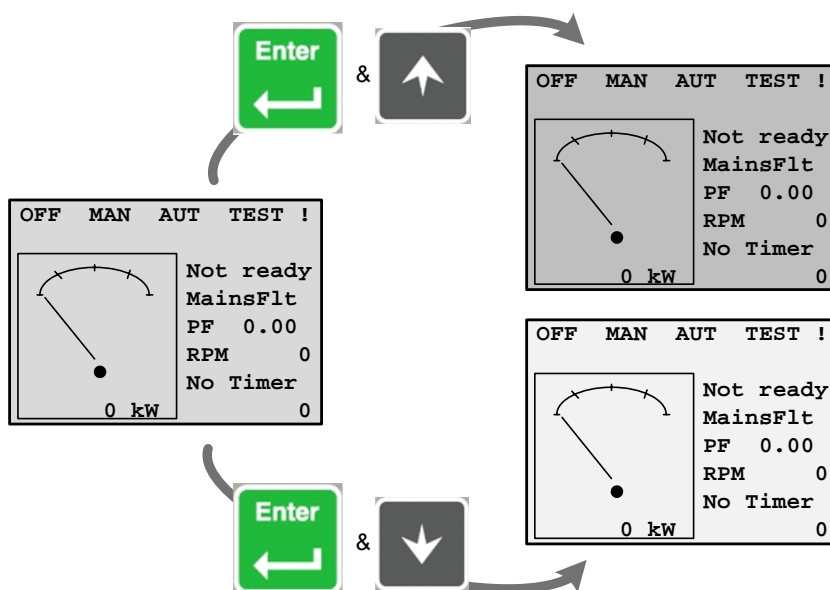 Enter
&
OFF MAN AUT TEST !
Not ready
MainsFlt
PF 0.00
RPM 0
No Timer
0 kW 0
OFF MAN AUT TEST !
Not ready
MainsFlt
PF 0.00
RPM 0
No Timer
0 kW 0
OFF MAN AUT TEST !
Not ready
MainsFlt
PF 0.00
RPM 0
No Timer
0 kW 0
Enter
&